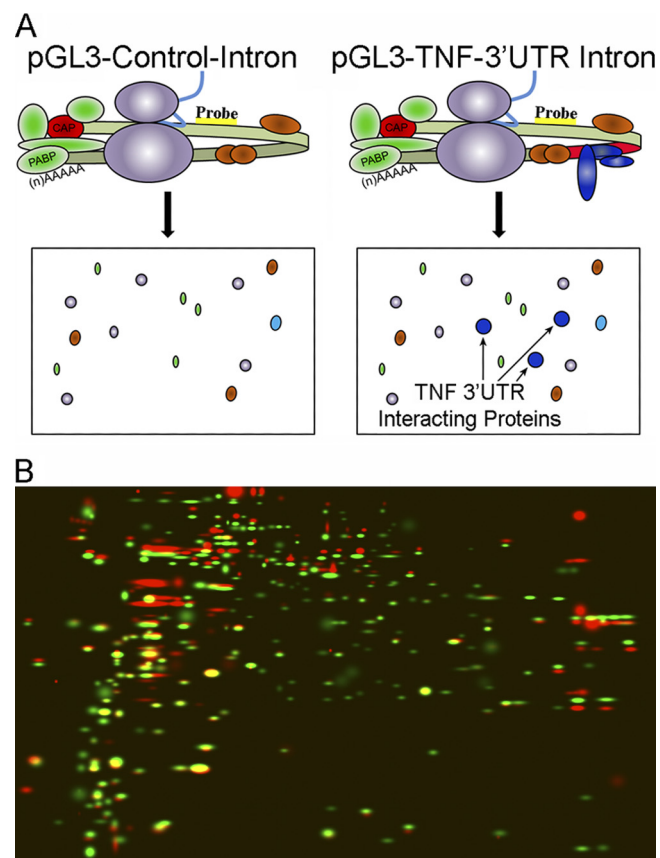 A
pGL3-Control-Intron
pGL3-TNF-3'UTR Intron
Probe
CAP
PABP
(n)AAAAA
Probe
CAP
PABP
(n)AAAAA
TNF 3'UTR
Interacting Proteins
B